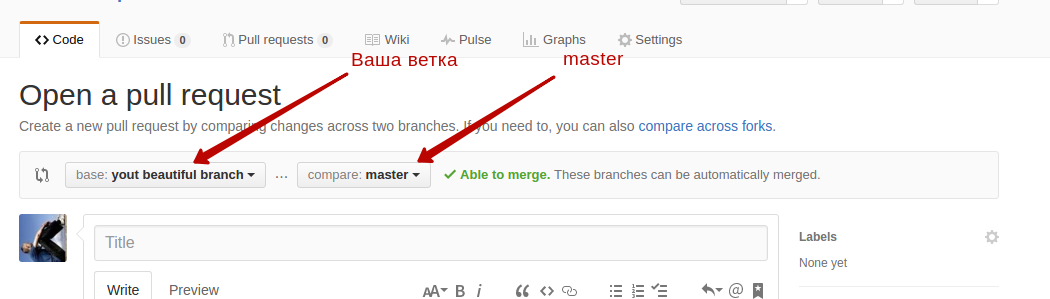 Code Issues 0 Pull requests 0 Wiki Pulse Graphs Settings
Ваша ветка master
Open a pull request
Create a new pull request by comparing changes across two branches. If you need to, you can also compare across forks.
base: yout beautiful branch ... compare: master Able to merge. These branches can be automatically merged.
Title
Labels
None yet
Write Preview AA B i